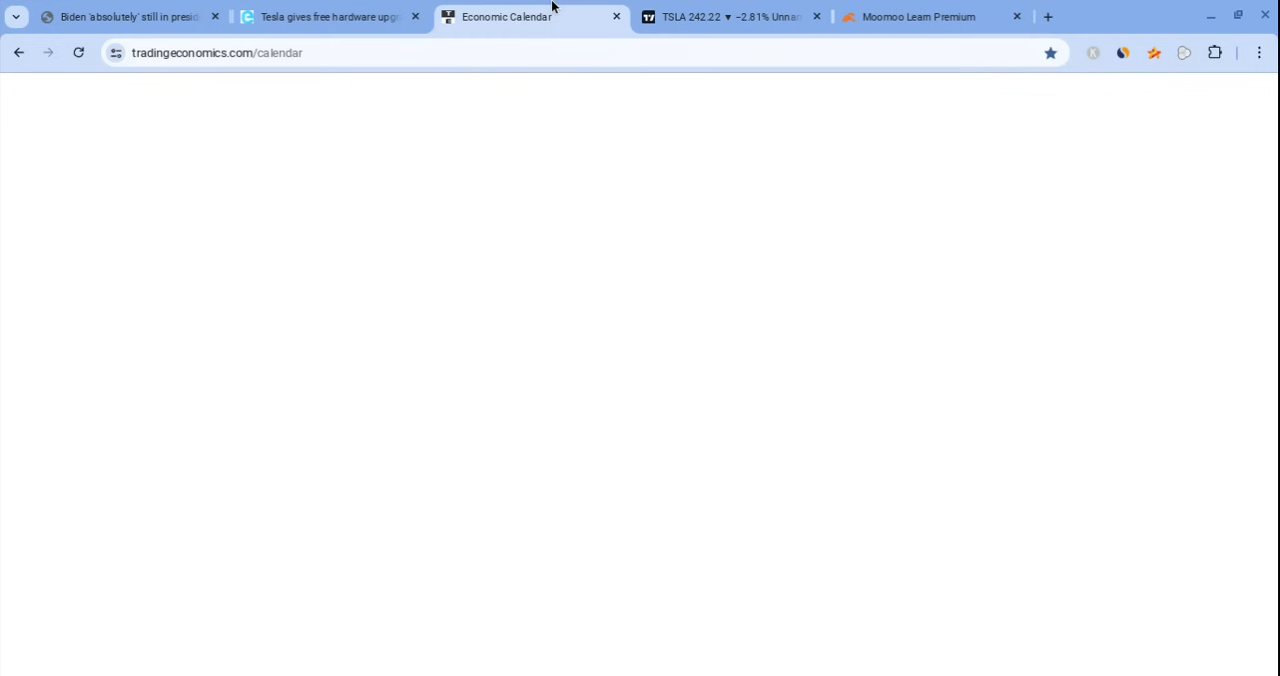 Biden 'absolutely' still in presid
Tesla gives free hardware upgr
Economic Calendar
TSLA 242.22 ▼ −2.81% Unnan
Moomoo Learn Premium
tradingeconomics.com/calendar